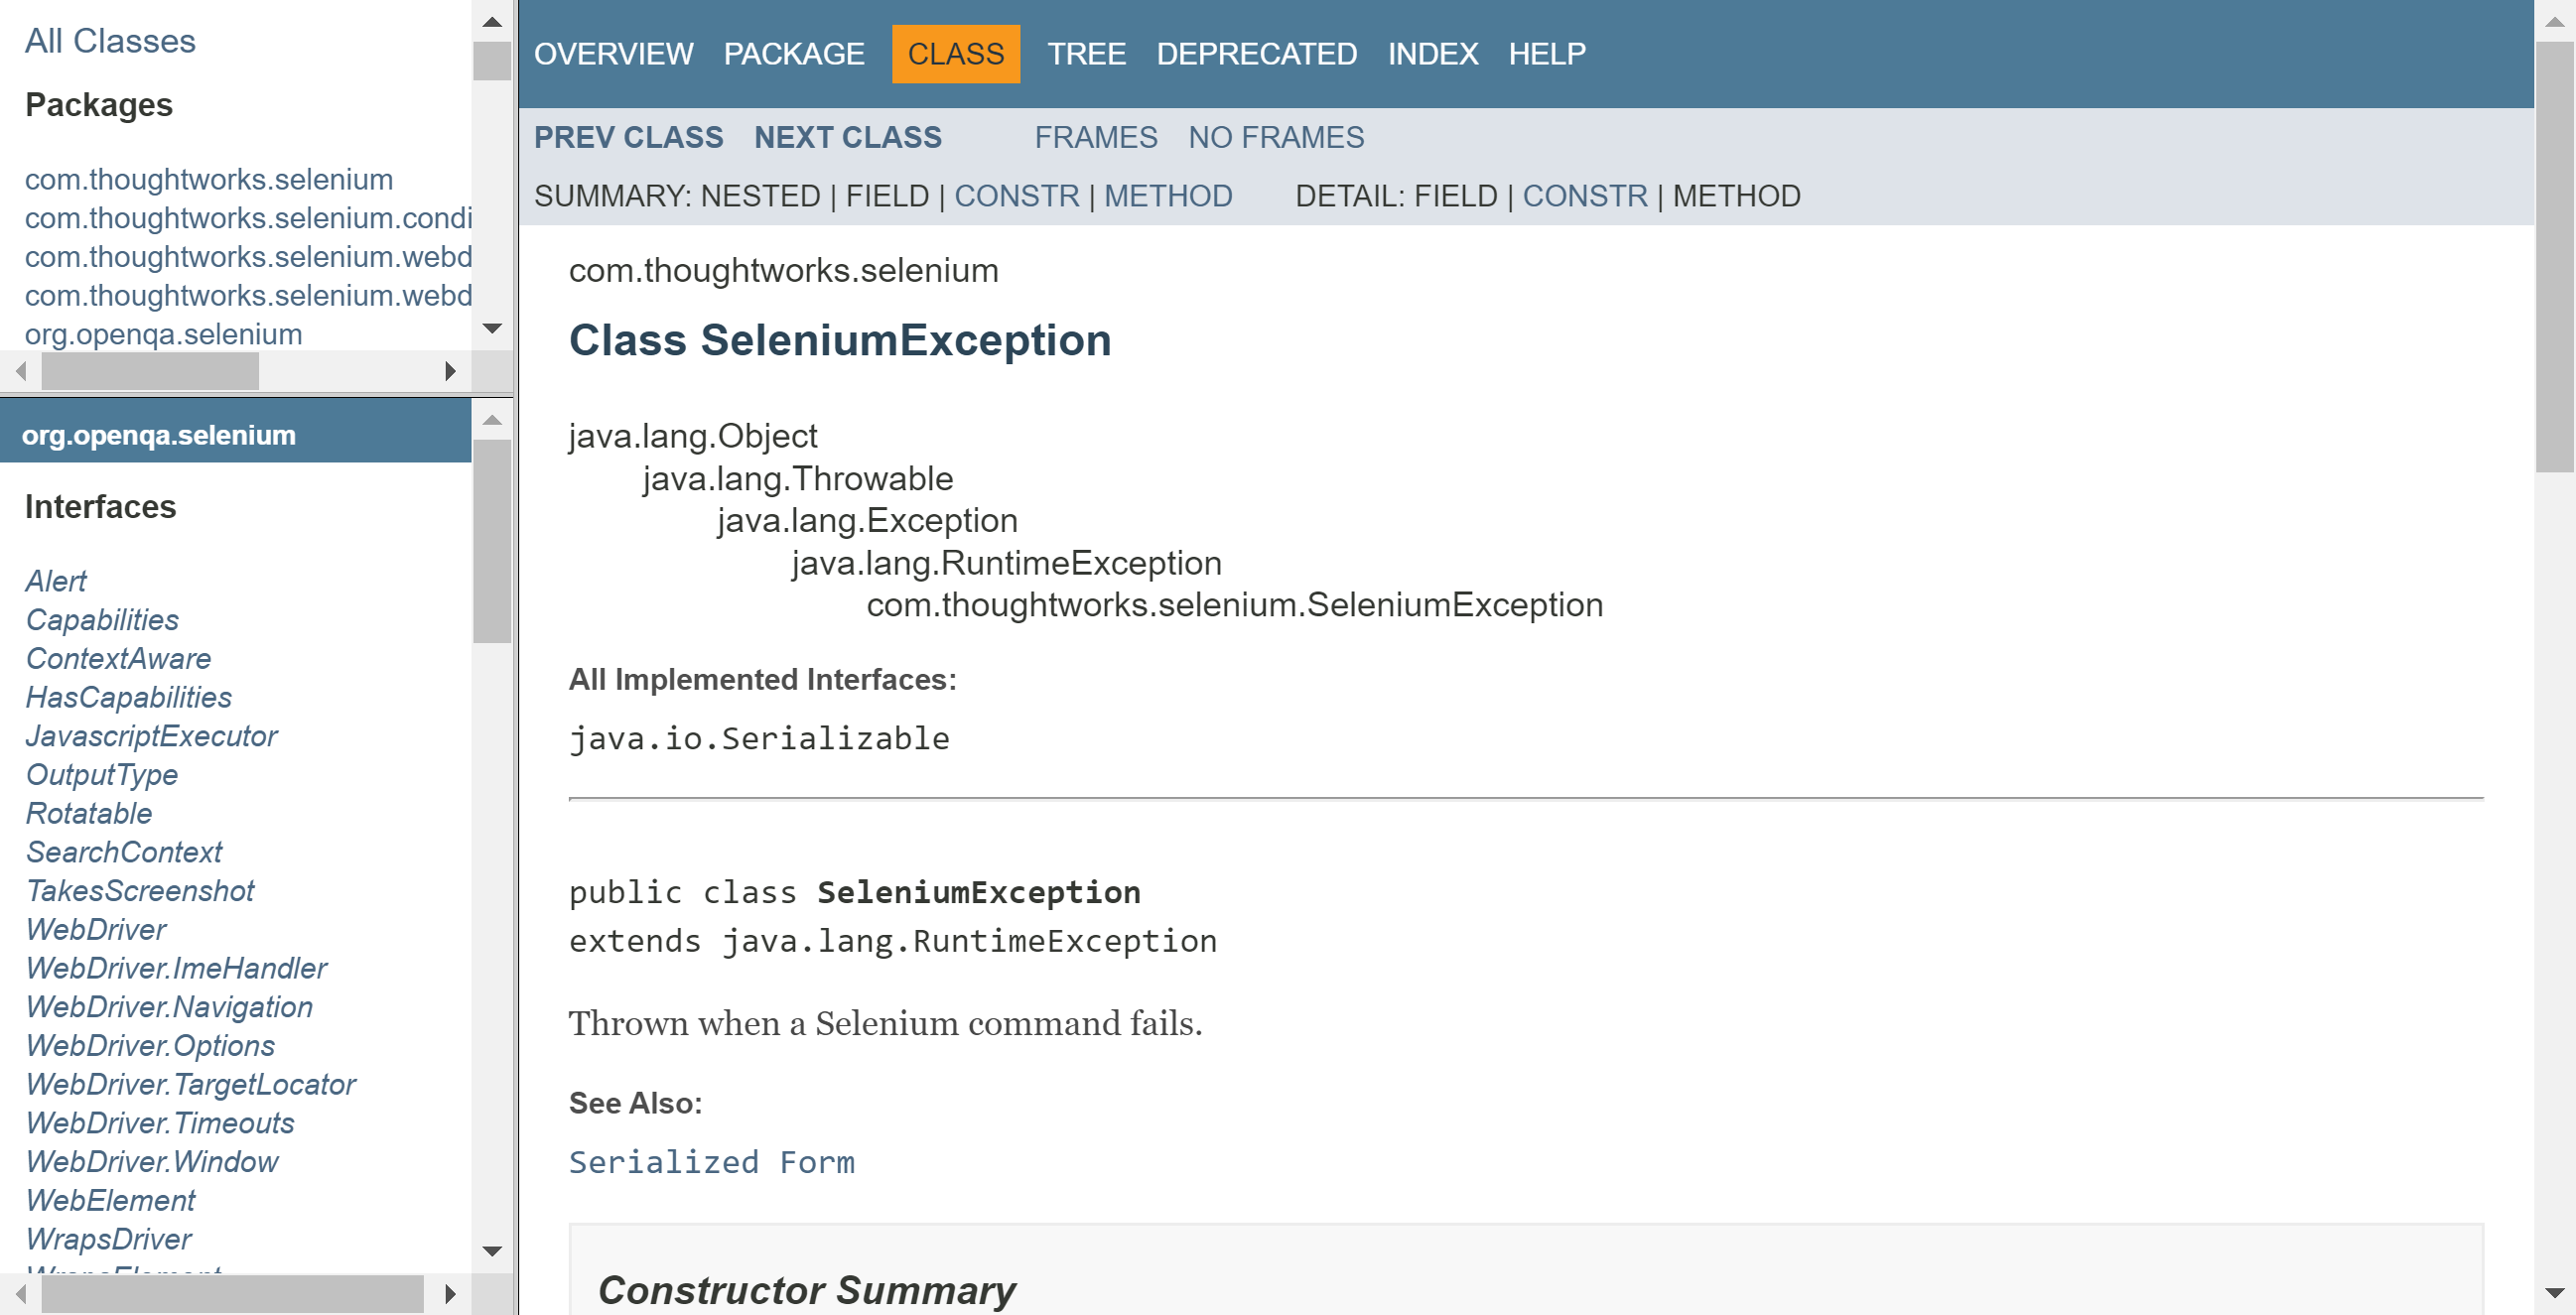 All Classes
Packages
com.thoughtworks.selenium
com.thoughtworks.selenium.condi
com.thoughtworks.selenium.webd
com.thoughtworks.selenium.webd
org.openqa.selenium
org.openqa.selenium
Interfaces
Alert
Capabilities
ContextAware
HasCapabilities
JavascriptExecutor
OutputType
Rotatable
SearchContext
TakesScreenshot
WebDriver
WebDriver.ImeHandler
WebDriver.Navigation
WebDriver.Options
WebDriver.TargetLocator
WebDriver.Timeouts
WebDriver.Window
WebElement
WrapsDriver
OVERVIEW PACKAGE CLASS TREE DEPRECATED INDEX HELP
PREV CLASS NEXT CLASS FRAMES NO FRAMES
SUMMARY: NESTED | FIELD | CONSTR | METHOD DETAIL: FIELD | CONSTR | METHOD
com.thoughtworks.selenium
Class SeleniumException
java.lang.Object
java.lang.Throwable
java.lang.Exception
java.lang.RuntimeException
com.thoughtworks.selenium.SeleniumException
All Implemented Interfaces:
java.io.Serializable
public class SeleniumException
extends java.lang.RuntimeException
Thrown when a Selenium command fails.
See Also:
Serialized Form
Constructor Summary